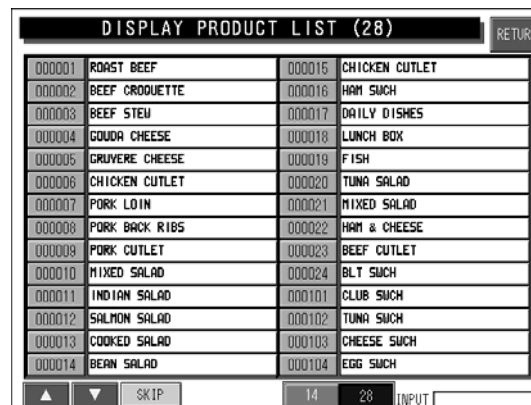 DISPLAY PRODUCT LIST (28)
RETUR
000001 ROAST BEEF
000002 BEEF CROQUETTE
000003 BEEF STEW
000004 GOUDA CHEESE
000005 GRUYERE CHEESE
000006 CHICKEN CUTLET
000007 PORK LOIN
000008 PORK BACK RIBS
000009 PORK CUTLET
000010 MIXED SALAD
000011 INDIAN SALAD
000012 SALMON SALAD
000013 COOKED SALAD
000014 BEAN SALAD
000015 CHICKEN CUTLET
000016 HAM SWCH
000017 DAILY DISHES
000018 LUNCH BOX
000019 FISH
000020 TUNA SALAD
000021 MIXED SALAD
000022 HAM & CHEESE
000023 BEEF CUTLET
000024 BLT SWCH
000101 CLUB SWCH
000102 TUNA SWCH
000103 CHEESE SWCH
000104 EGG SWCH
SKIP
14 28 INPUT